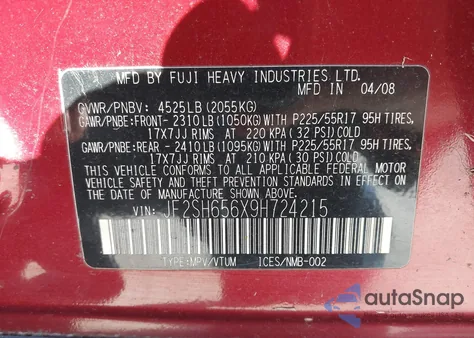 MFD BY FUJI HEAVY INDUSTRIES LTD. IN 04/08
GVWR/PNBV: 4525LB (2055KG)
GAWR/PNBE:FRONT- 2310LB (1050KG) WITH P225/55R17 95H TIRES,
17X7JJ RIMS AT 220 KPA ( 32 PSI) COLD
GAWR/PNBE:REAR - 2410LB (1095KG) WITH P225/55R17 95H TIRES,
17X7JJ RIMS AT 210 KPA ( 30 PSI) COLD
THIS VEHICLE CONFORMS TO ALL APPLICABLE FEDERAL MOTOR
VEHICLE SAFETY, BUMPER, AND
THEFT PREVENTION STANDARDS IN EFFECT ON
THE DATE OF MANUFACTURE SHOWN ABOVE.
VIN: JF2SH656X9H724215
TYPE:MPV/VTUM ICES/NMB-002
autoSnap